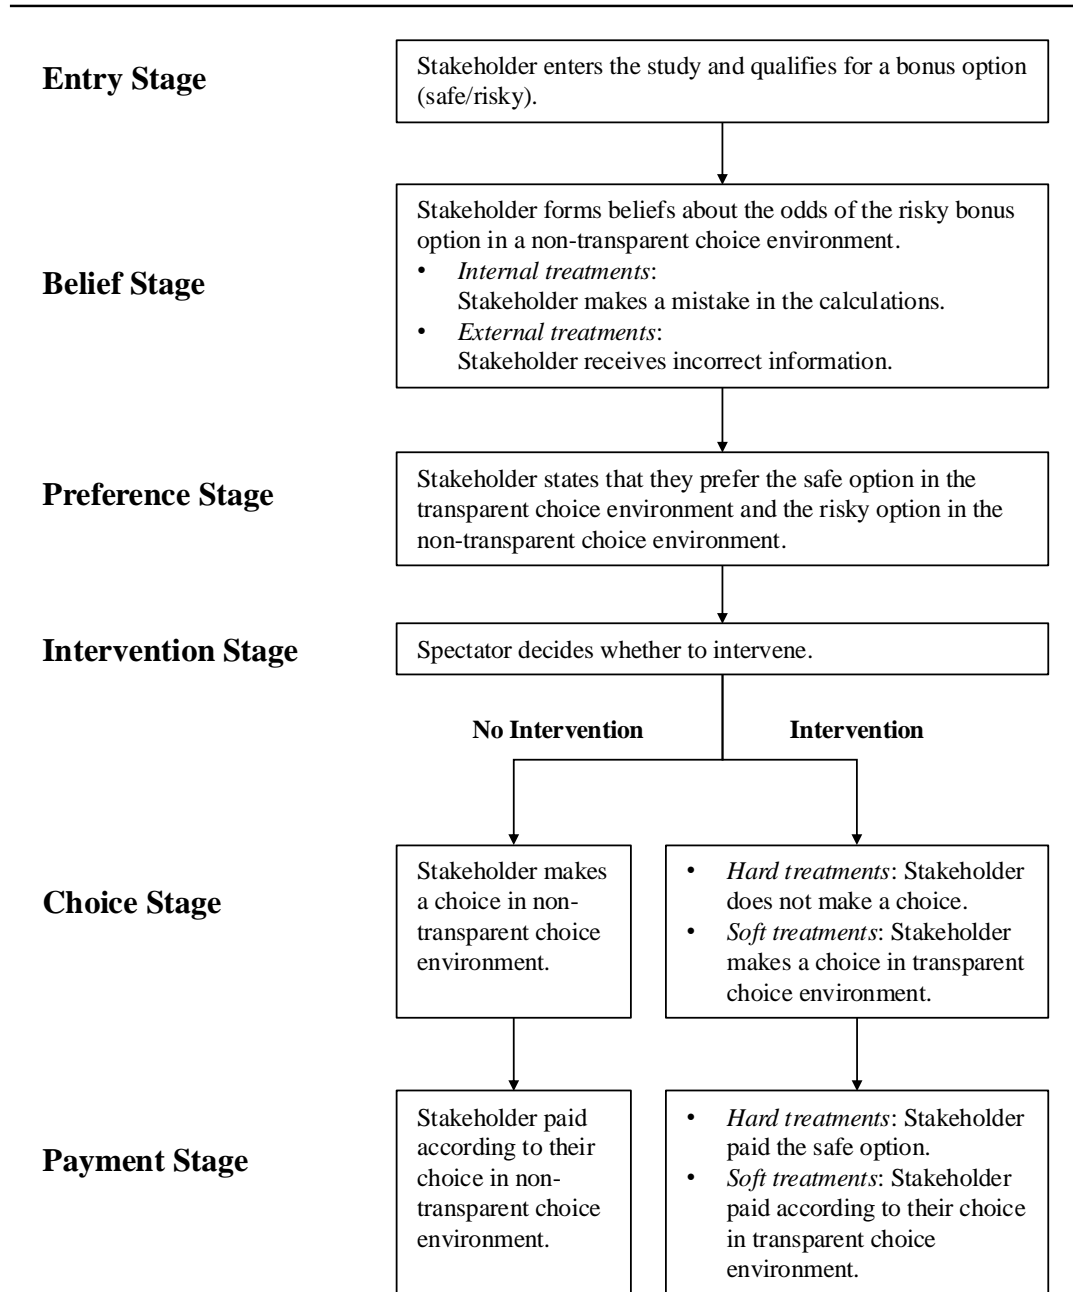 Entry Stage
Stakeholder enters the study and qualifies for a bonus option
(safe/risky).
Belief Stage
Stakeholder forms beliefs about the odds of the risky bonus
option in a non-transparent choice environment.
• Internal treatments:
Stakeholder makes a mistake in the calculations.
• External treatments:
Stakeholder receives incorrect information.
Preference Stage
Stakeholder states that they prefer the safe option in the
transparent choice environment and the risky option in the
non-transparent choice environment.
Intervention Stage
Spectator decides whether to intervene.
No Intervention
Intervention
Choice Stage
Stakeholder makes
a choice in non-
transparent choice
environment.
• Hard treatments: Stakeholder
does not make a choice.
• Soft treatments: Stakeholder
makes a choice in transparent
choice environment.
Payment Stage
Stakeholder paid
according to their
choice in non-
transparent choice
environment.
• Hard treatments: Stakeholder
paid the safe option.
• Soft treatments: Stakeholder
paid according to their choice
in transparent choice
environment.